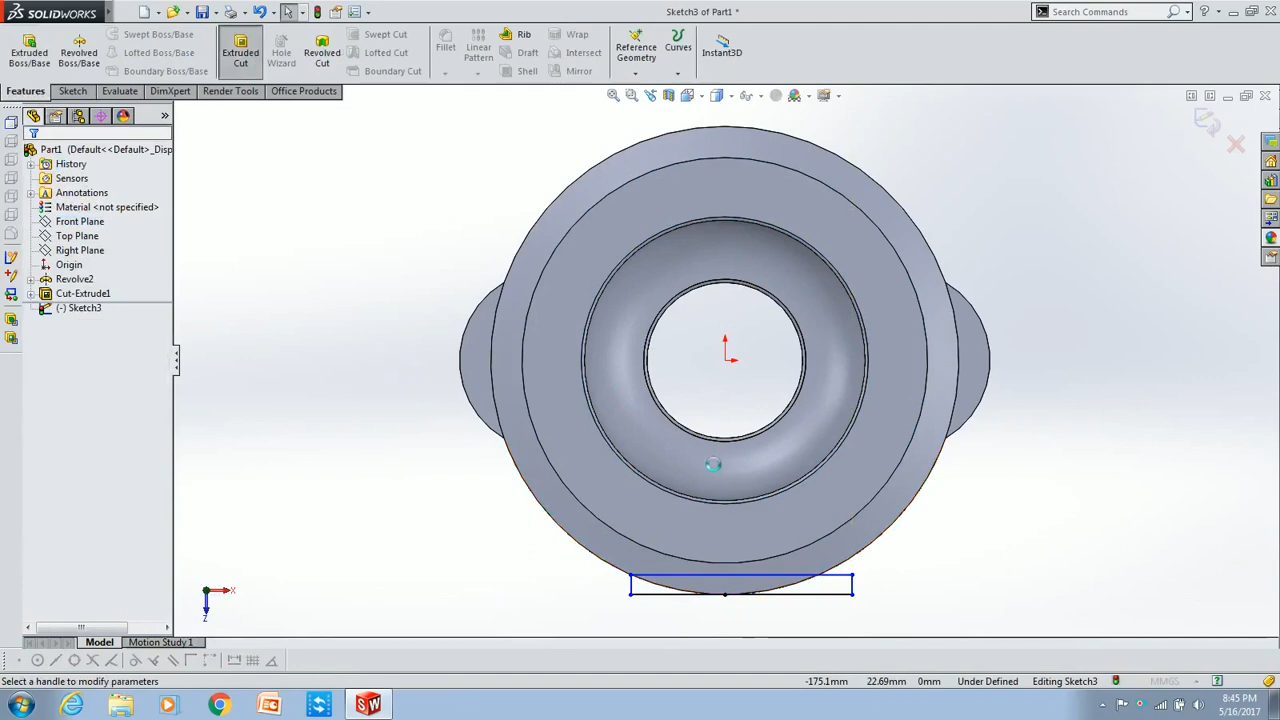 SOLIDWORKS
Sketch3 of Part1 *
Search Commands
Extruded Boss/Base
Revolved Boss/Base
Swept Boss/Base
Lofted Boss/Base
Boundary Boss/Base
Extruded Cut
Hole Wizard
Revolved Cut
Swept Cut
Lofted Cut
Boundary Cut
Fillet
Linear Pattern
Rib
Draft
Shell
Wrap
Intersect
Mirror
Reference Geometry
Curves
Instant3D
Features
Sketch
Evaluate
DimXpert
Render Tools
Office Products
Part1 (Default<<Default>_Disp
History
Sensors
Annotations
Material <not specified>
Front Plane
Top Plane
Right Plane
Origin
Revolve2
Cut-Extrude1
(-) Sketch3
X
Z
Model
Motion Study 1
Select a handle to modify parameters
-175.1mm
22.69mm
0mm
Under Defined
Editing Sketch3
MMGS
8:45 PM
5/16/2017